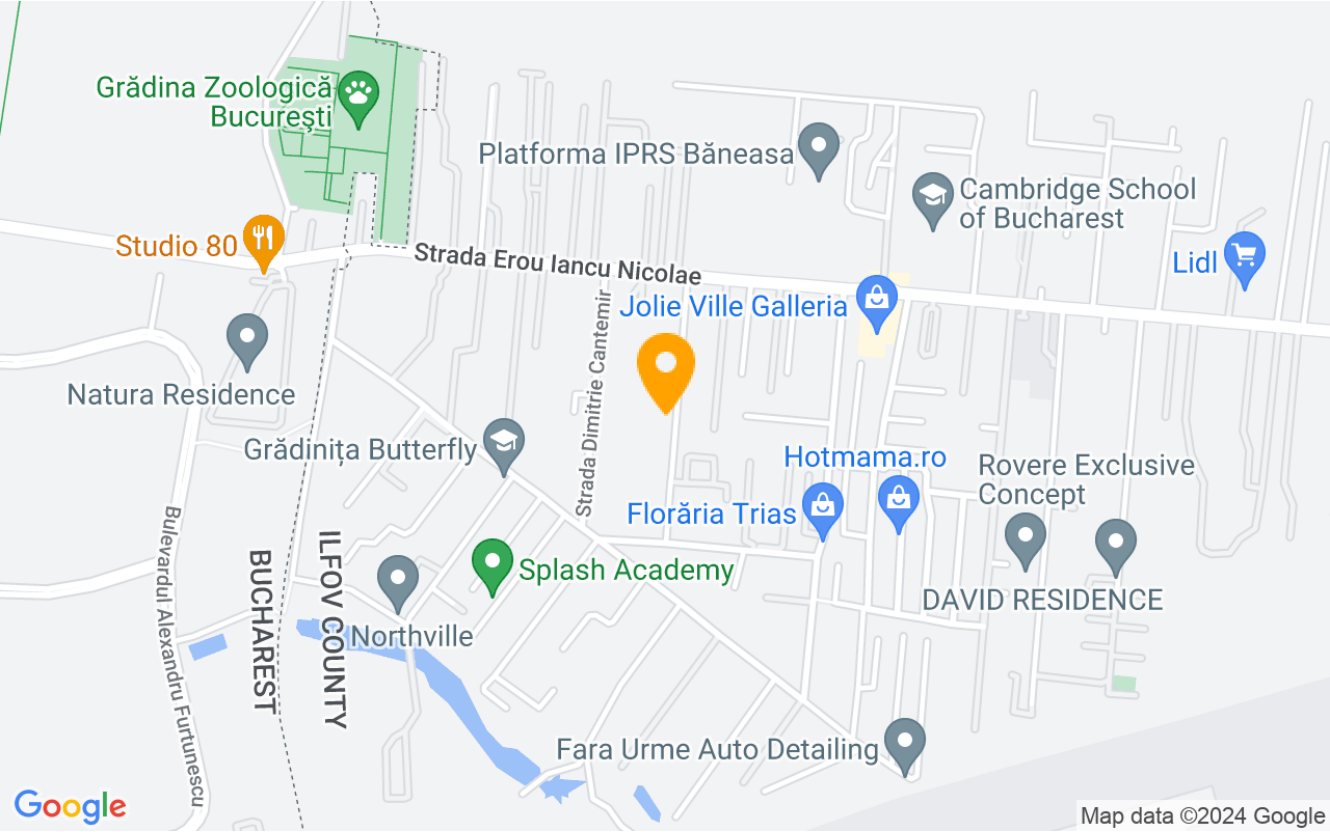 Grădina Zoologică
București
Platforma IPRS Băneasa
Cambridge School
of Bucharest
Studio 80
Strada Erou Iancu Nicolae
Lidl
Jolie Ville Galleria
Strada Dimitrie Cantemir
Natura Residence
Grădinița Butterfly
Hotmama.ro
Rovere Exclusive
Concept
Florăria Trias
Bulevardul Alexandru Furtunescu
BUCHAREST
ILFOV COUNTY
Splash Academy
DAVID RESIDENCE
Northville
Fara Urme Auto Detailing
Google
Map data ©2024 Google